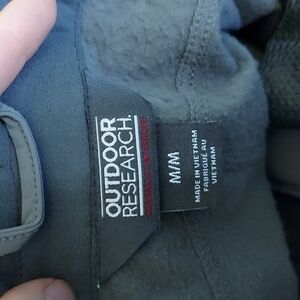 OUTDOOR
RESEARCH
M/M
MADE IN VIETNAM
FABRIQUÉ AU
VIETNAM